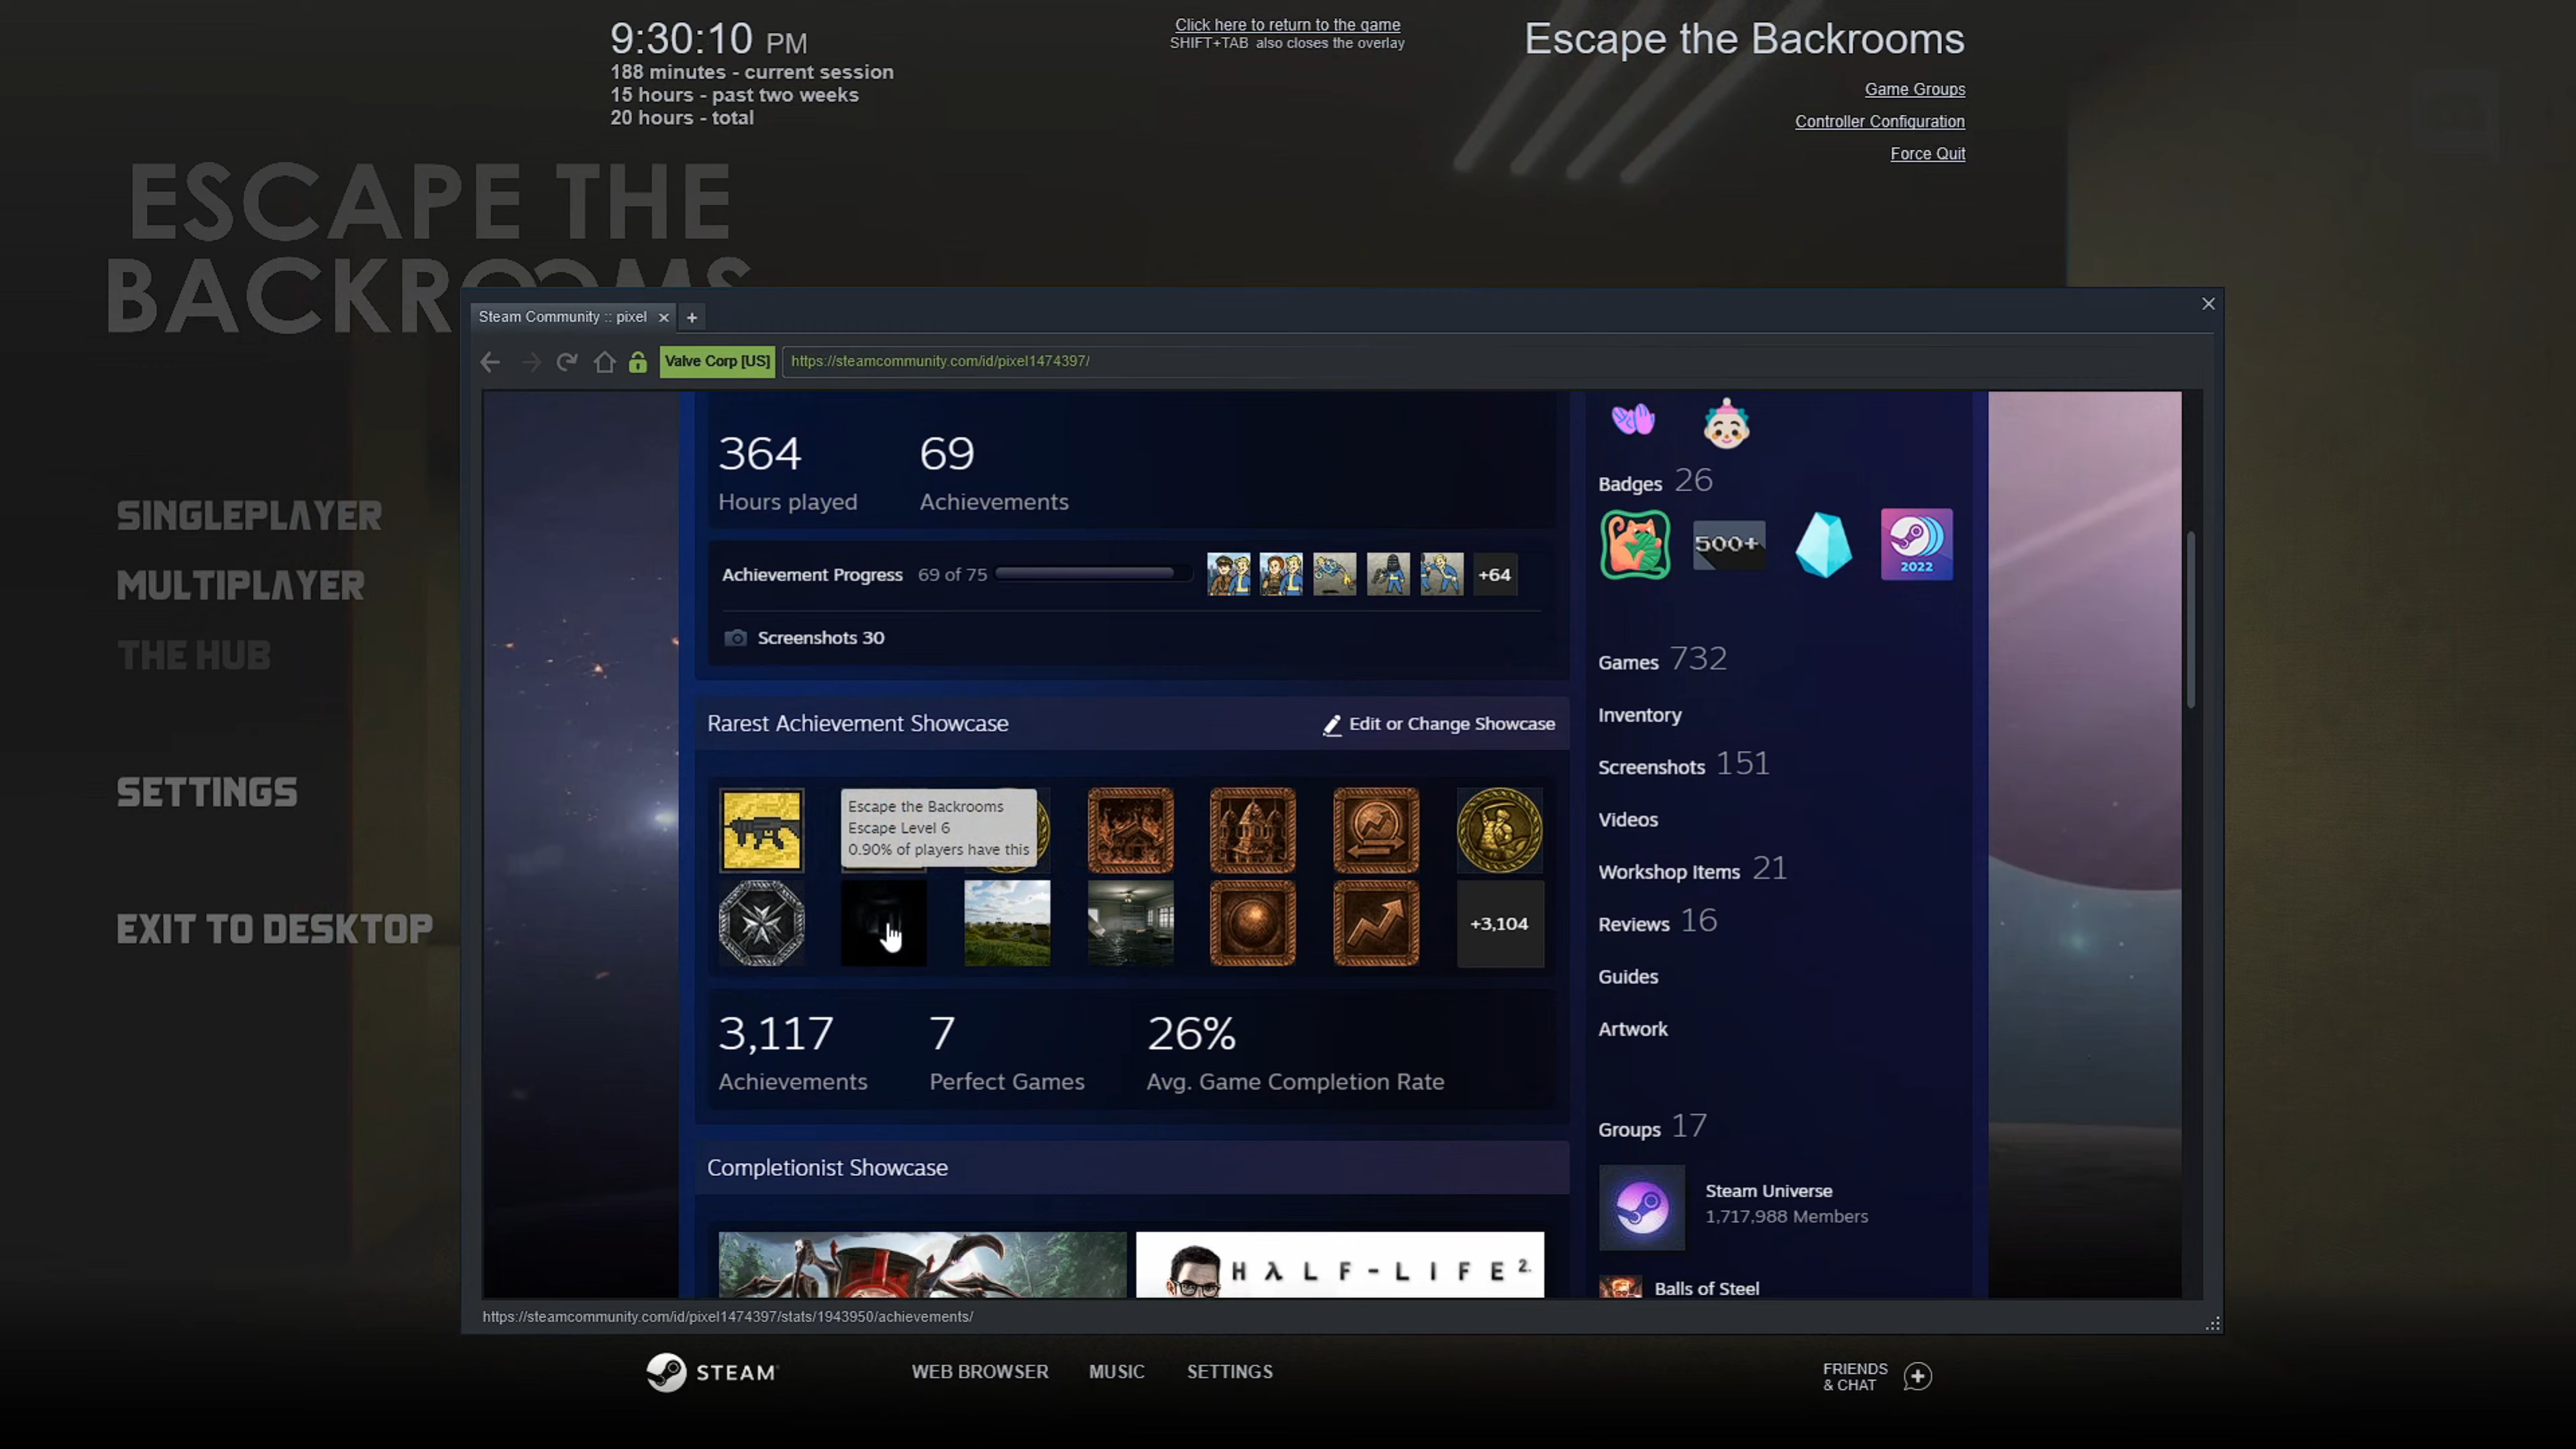 9:30:10 PM
188 minutes - current session
15 hours - past two weeks
20 hours - total
Click here to return to the game
SHIFT+TAB also closes the overlay
Escape the Backrooms
Game Groups
Controller Configuration
Force Quit
ESCAPE THE
BACKROOMS
SINGLEPLAYER
MULTIPLAYER
THE HUB
SETTINGS
EXIT TO DESKTOP
Steam Community :: pixel
Valve Corp [US]
https://steamcommunity.com/id/pixel1474397/
364
Hours played
69
Achievements
Achievement Progress 69 of 75
+64
Screenshots 30
Rarest Achievement Showcase
Edit or Change Showcase
Escape the Backrooms
Escape Level 6
0.90% of players have this
+3,104
3,117
Achievements
7
Perfect Games
26%
Avg. Game Completion Rate
Completionist Showcase
HλLF-LIFE 2
Badges 26
500+
2022
Games 732
Inventory
Screenshots 151
Videos
Workshop Items 21
Reviews 16
Guides
Artwork
Groups 17
Steam Universe
1,717,988 Members
Balls of Steel
https://steamcommunity.com/id/pixel1474397/stats/1943950/achievements/
STEAM
WEB BROWSER
MUSIC
SETTINGS
FRIENDS
& CHAT